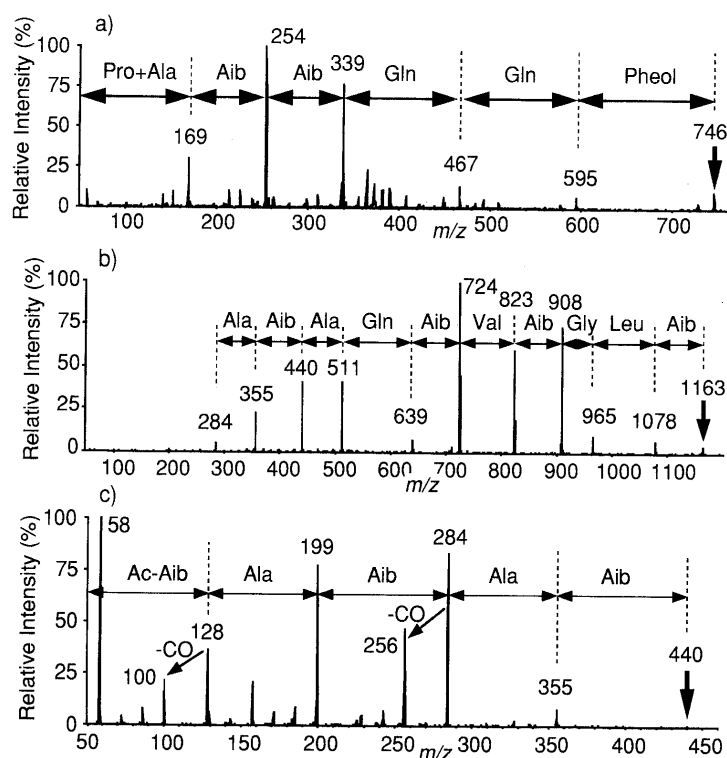 a)
Relative Intensity (%)
100
75
50
25
0
254
339
Pro+Ala
Aib
Aib
Gln
Gln
Pheol
169
467
595
746
100
200
300
400
500
600
700
m/z
b)
Relative Intensity (%)
100
75
50
25
0
724
823
908
Ala
Aib
Ala
Gln
Aib
Val
Aib
Gly
Leu
Aib
284
355
440
511
639
965
1078
1163
100
200
300
400
500
600
700
800
900
1000
1100
m/z
c)
Relative Intensity (%)
100
75
50
25
0
58
199
284
Ac-Aib
Ala
Aib
Ala
Aib
-CO
-CO
100
128
256
355
440
50
100
150
200
250
300
350
400
450
m/z